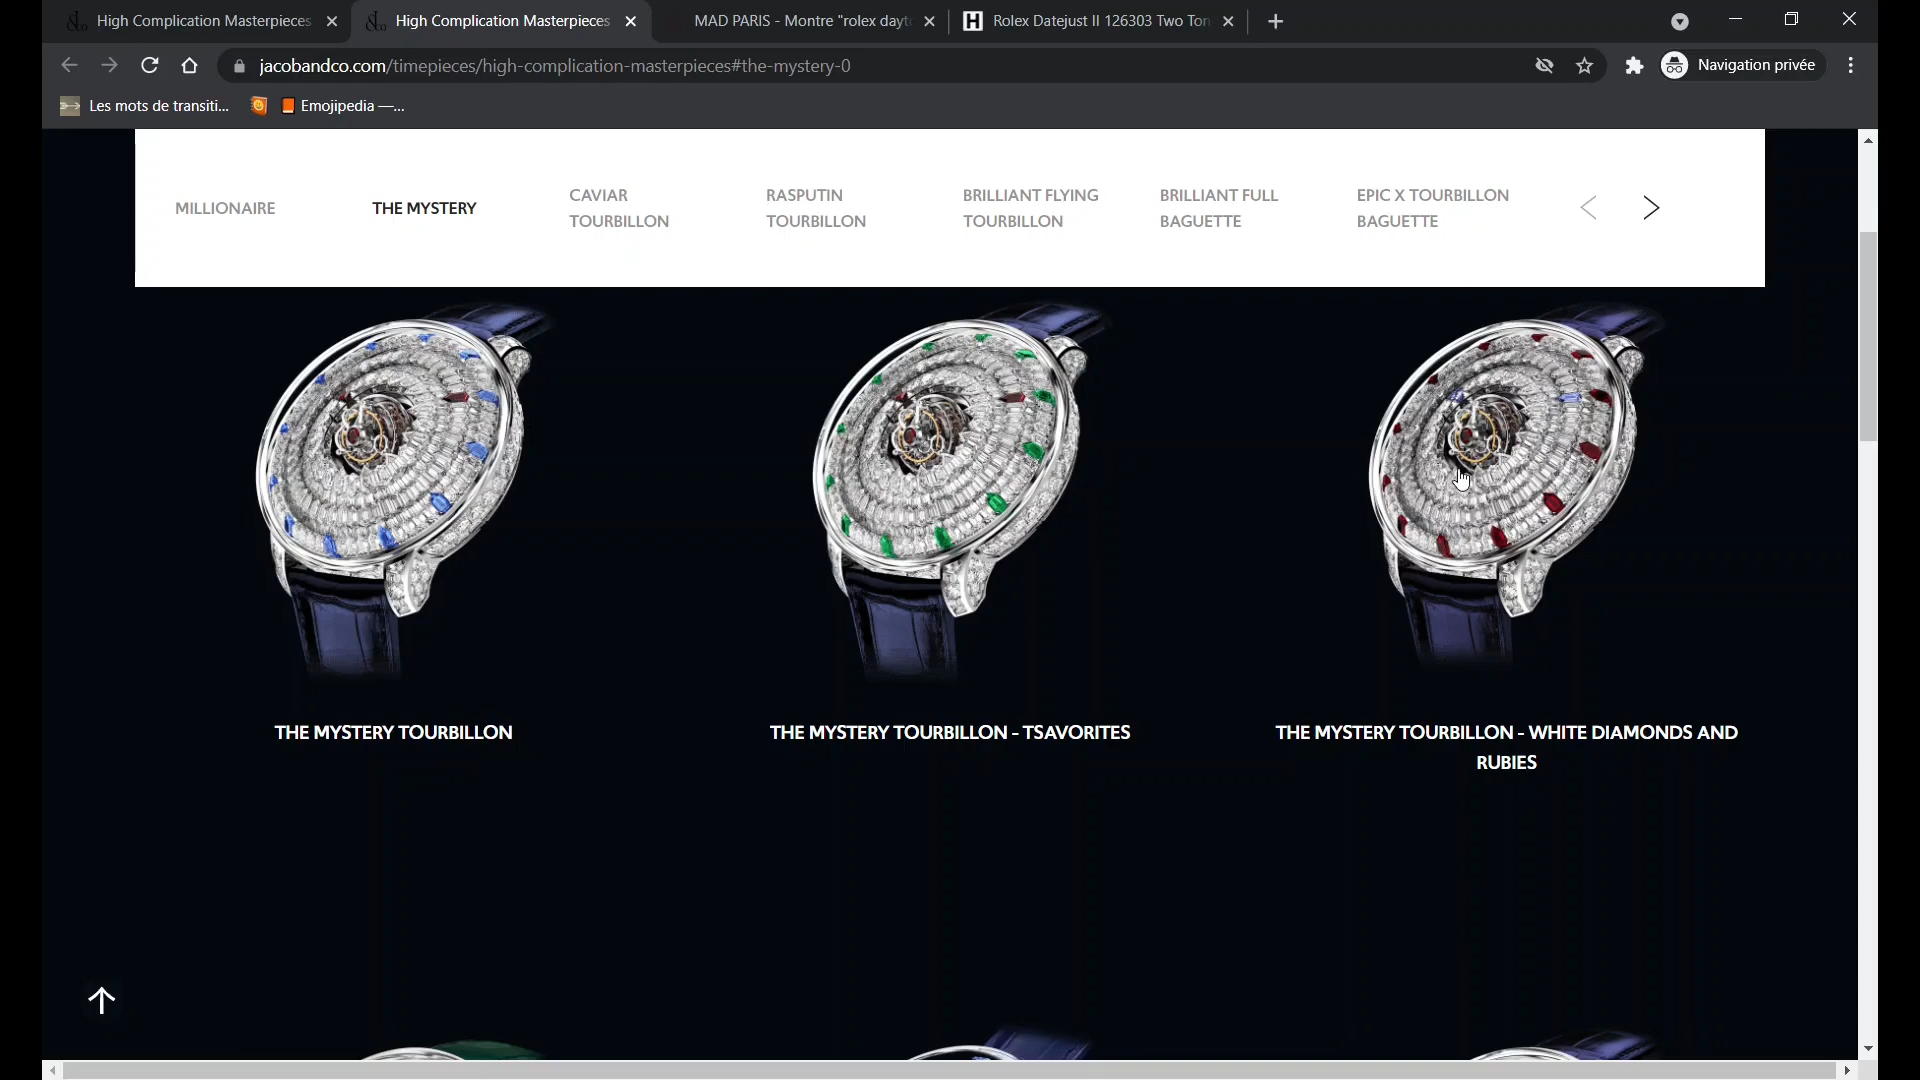 High Complication Masterpieces
High Complication Masterpieces
MAD PARIS - Montre "rolex dayt
Rolex Datejust II 126303 Two Ton
jacobandco.com/timepieces/high-complication-masterpieces#the-mystery-0
Navigation privée
Les mots de transiti...
Emojipedia —...
MILLIONAIRE
THE MYSTERY
CAVIAR
TOURBILLON
RASPUTIN
TOURBILLON
BRILLIANT FLYING
TOURBILLON
BRILLIANT FULL
BAGUETTE
EPIC X TOURBILLON
BAGUETTE
THE MYSTERY TOURBILLON
THE MYSTERY TOURBILLON - TSAVORITES
THE MYSTERY TOURBILLON - WHITE DIAMONDS AND
RUBIES